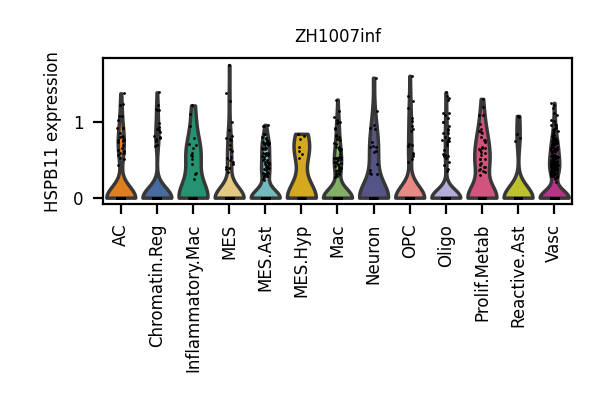 ZH1007inf
HSPB11 expression
1
0
AC
Chromatin.Reg
Inflammatory.Mac
MES
MES.Ast
MES.Hyp
Mac
Neuron
OPC
Oligo
Prolif.Metab
Reactive.Ast
Vasc